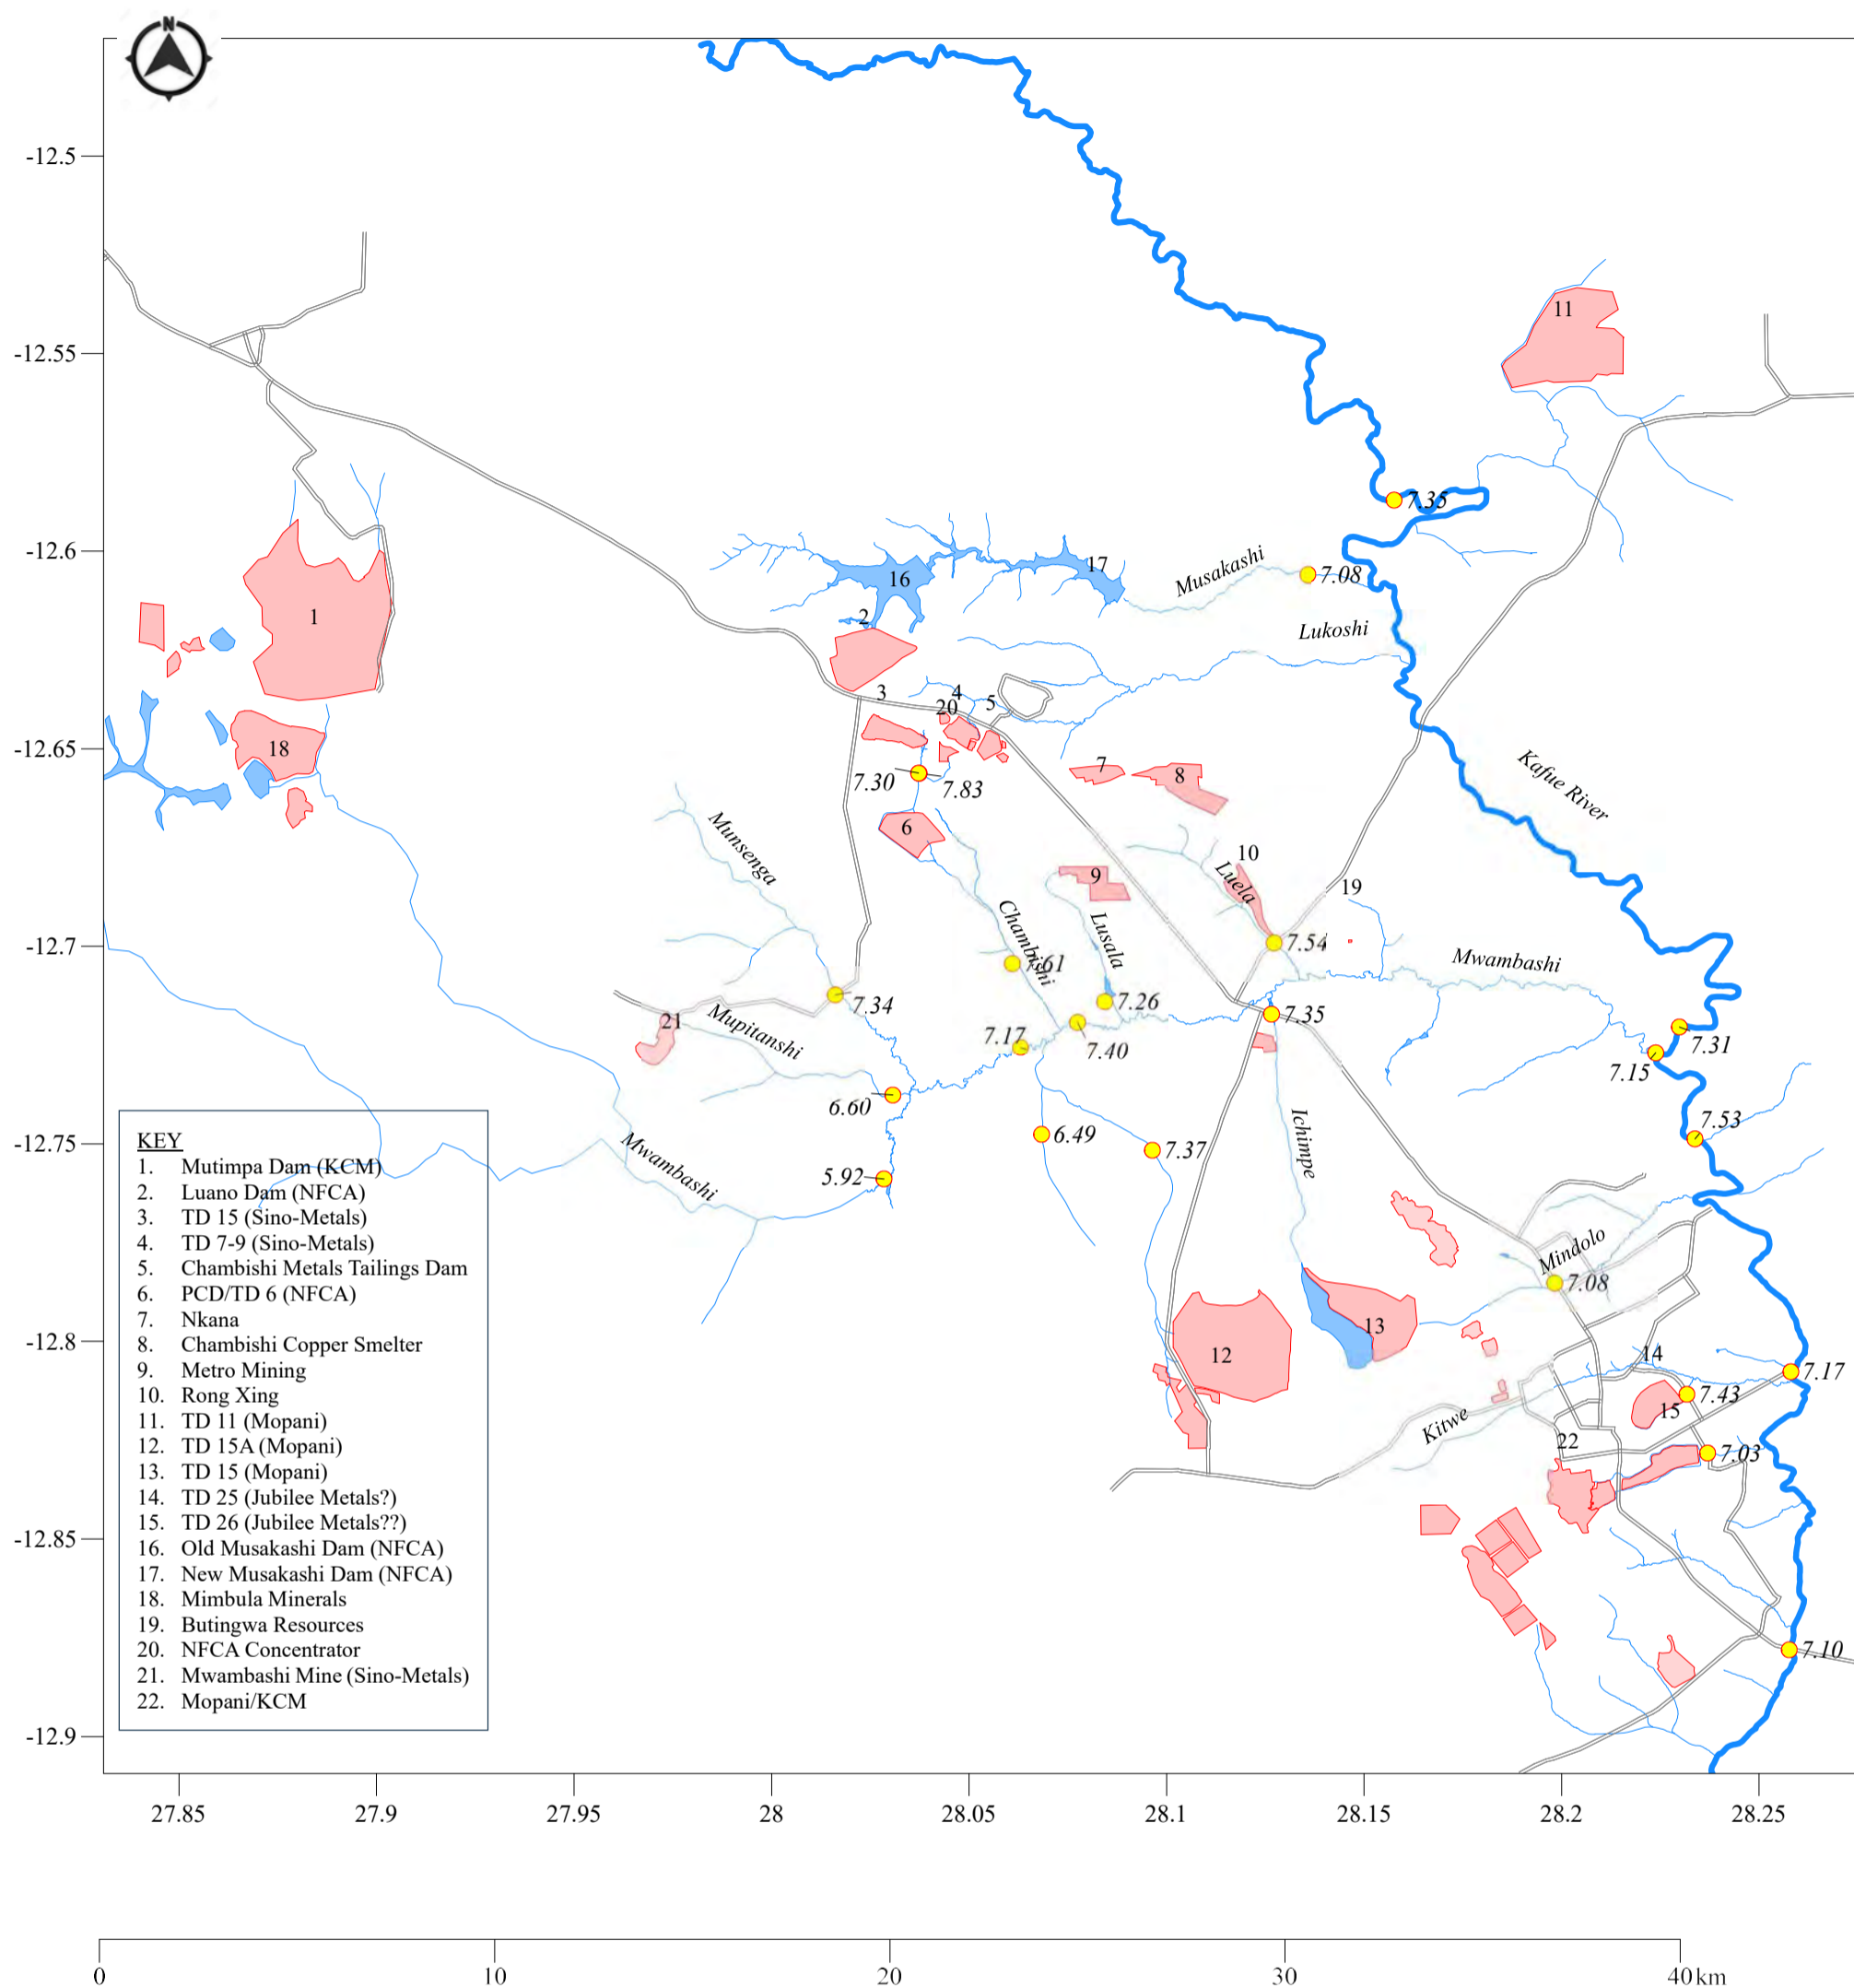 N
-12.5
-12.55
-12.6
-12.65
-12.7
-12.75
-12.8
-12.85
-12.9
11
7.35
Musakashi
7.08
17
16
Lukoshi
2
1
3
4
5
20
18
7
8
7.30
7.83
Kafue River
6
Munsenga
10
Luela
9
19
Chambishi
Lusala
7.54
Mwambashi
61
7.34
7.26
21
Mupitanshi
7.17
7.40
7.35
7.31
7.15
6.60
7.53
6.49
7.37
Ichimpe
Mwambashi
5.92
Mindolo
7.08
13
12
14
7.17
7.43
15
Kitwe
22
7.03
7.10
KEY
1. Mutimpa Dam (KCM)
2. Luano Dam (NFCA)
3. TD 15 (Sino-Metals)
4. TD 7-9 (Sino-Metals)
5. Chambishi Metals Tailings Dam
6. PCD/TD 6 (NFCA)
7. Nkana
8. Chambishi Copper Smelter
9. Metro Mining
10. Rong Xing
11. TD 11 (Mopani)
12. TD 15A (Mopani)
13. TD 15 (Mopani)
14. TD 25 (Jubilee Metals?)
15. TD 26 (Jubilee Metals??)
16. Old Musakashi Dam (NFCA)
17. New Musakashi Dam (NFCA)
18. Mimbula Minerals
19. Butingwa Resources
20. NFCA Concentrator
21. Mwambashi Mine (Sino-Metals)
22. Mopani/KCM
27.85 27.9 27.95 28 28.05 28.1 28.15 28.2 28.25
0 10 20 30 40 km